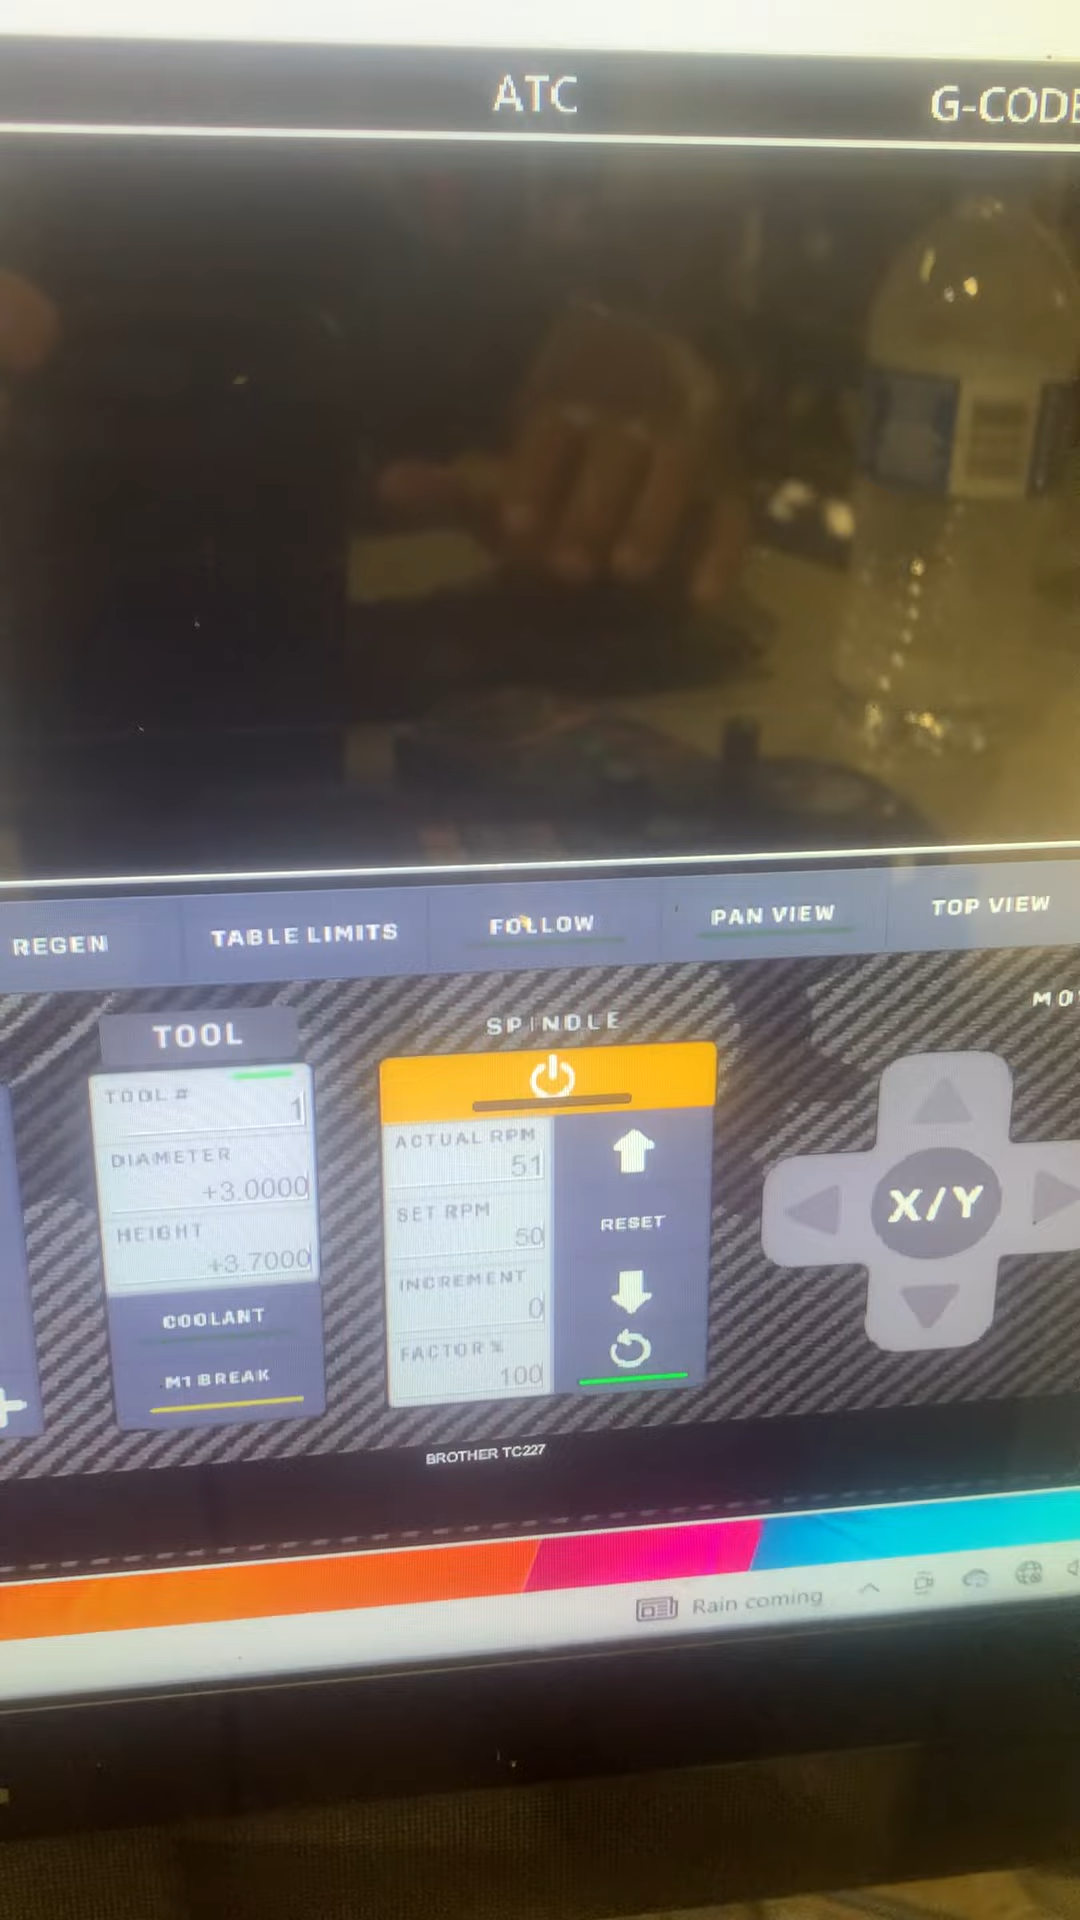 ATC
G-CODE
REGEN
TABLE LIMITS
FOLLOW
PAN VIEW
TOP VIEW
TOOL
TOOL #
1
DIAMETER
+3.0000
HEIGHT
+3.7000
COOLANT
M1 BREAK
SPINDLE
ACTUAL RPM
51
SET RPM
50
INCREMENT
0
FACTOR %
100
RESET
X/Y
BROTHER TC227
Rain coming